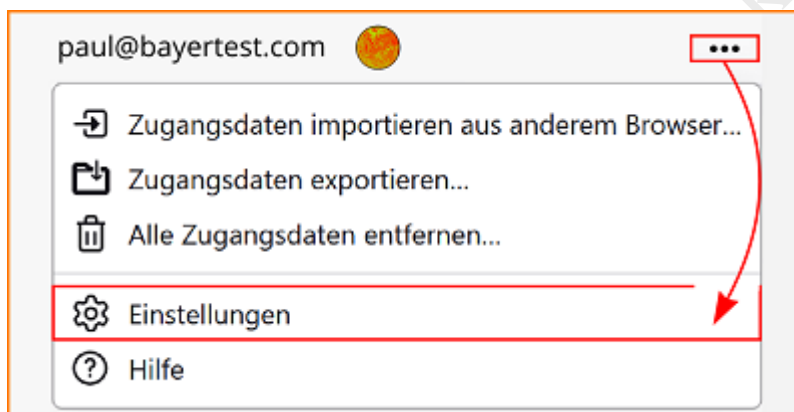 paul@bayertest.com •••
Zugangsdaten importieren aus anderem Browser...
Zugangsdaten exportieren...
Alle Zugangsdaten entfernen...
Einstellungen
Hilfe